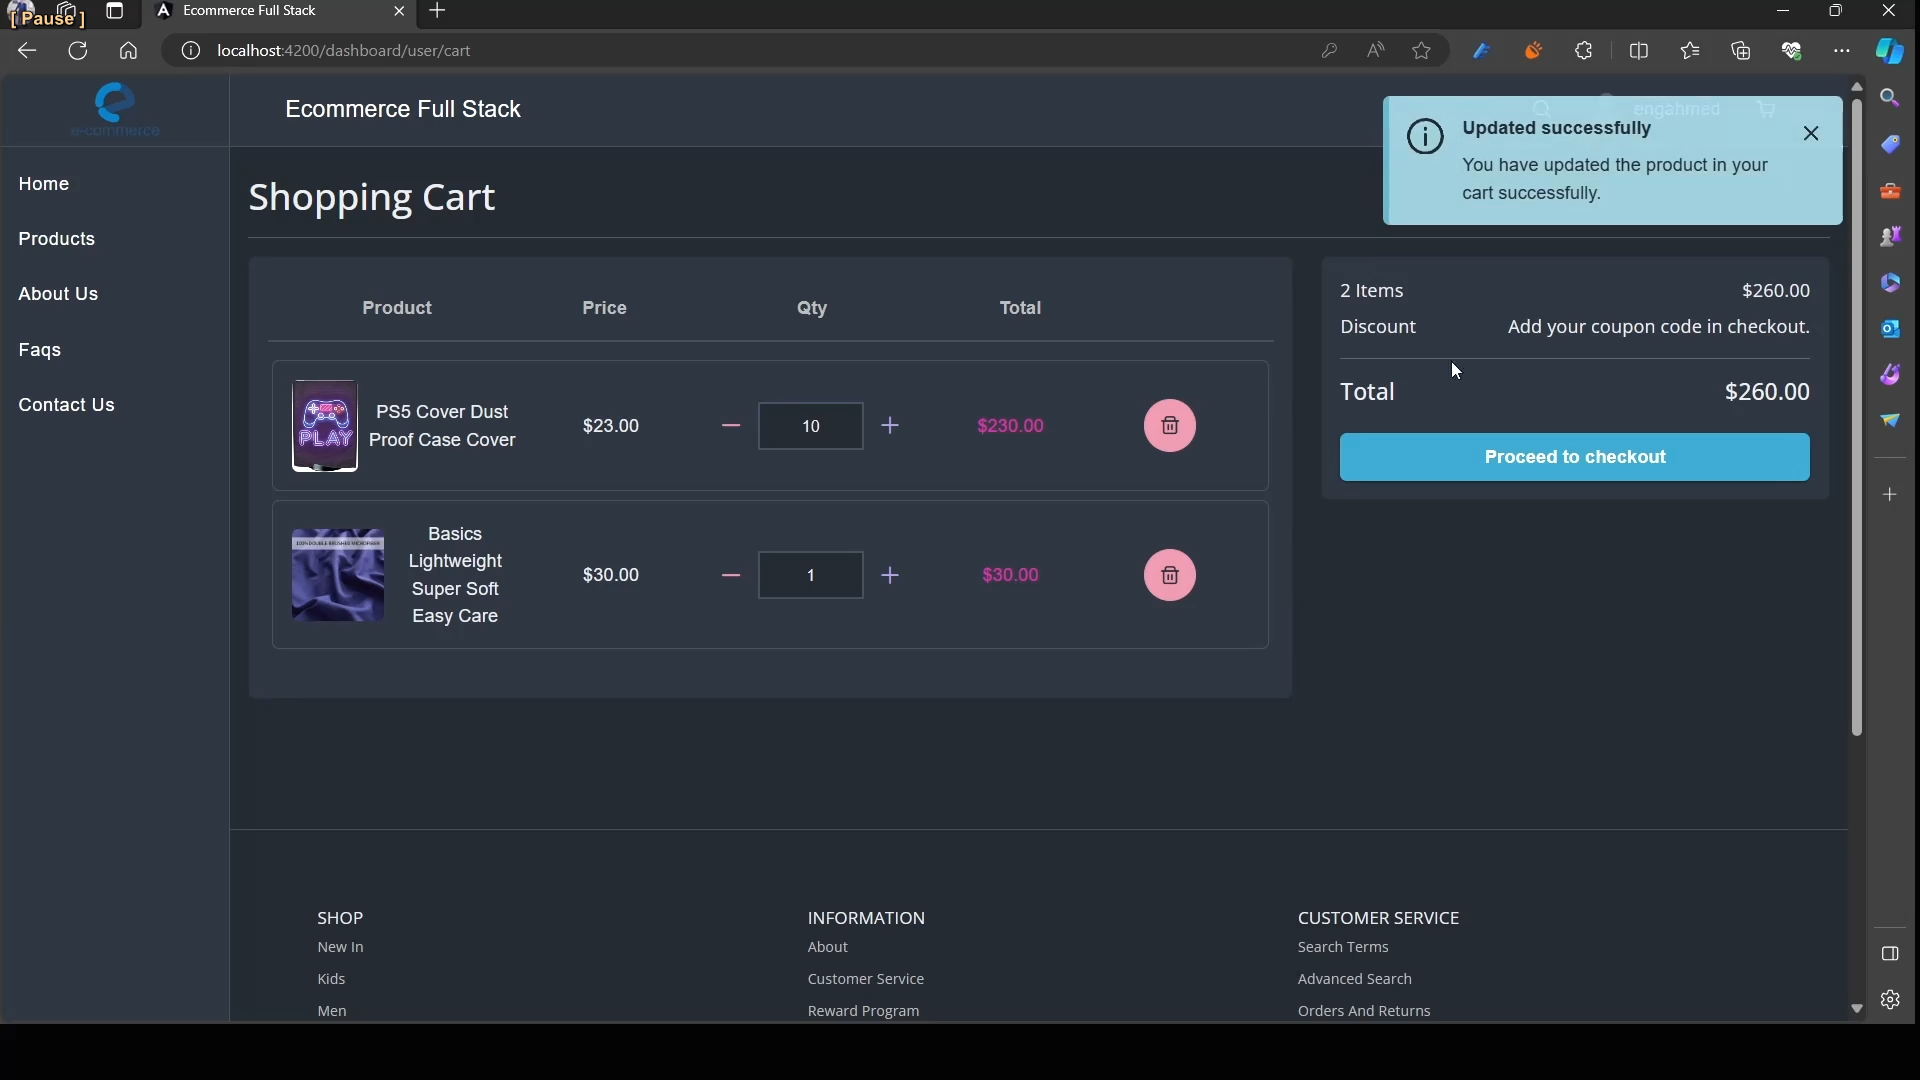 [ Pause ]
Ecommerce Full Stack
localhost:4200/dashboard/user/cart
e-commerce
Ecommerce Full Stack
engahmed
Updated successfully
You have updated the product in your
cart successfully.
Home
Products
About Us
Faqs
Contact Us
Shopping Cart
Product Price Qty Total
PLAY
PS5 Cover Dust
Proof Case Cover
$23.00 10 $230.00
100% DOUBLE BRUSHED MICROFIBER
Basics
Lightweight
Super Soft
Easy Care
$30.00 1 $30.00
2 Items $260.00
Discount Add your coupon code in checkout.
Total $260.00
Proceed to checkout
SHOP
New In
Kids
Men
INFORMATION
About
Customer Service
Reward Program
CUSTOMER SERVICE
Search Terms
Advanced Search
Orders And Returns